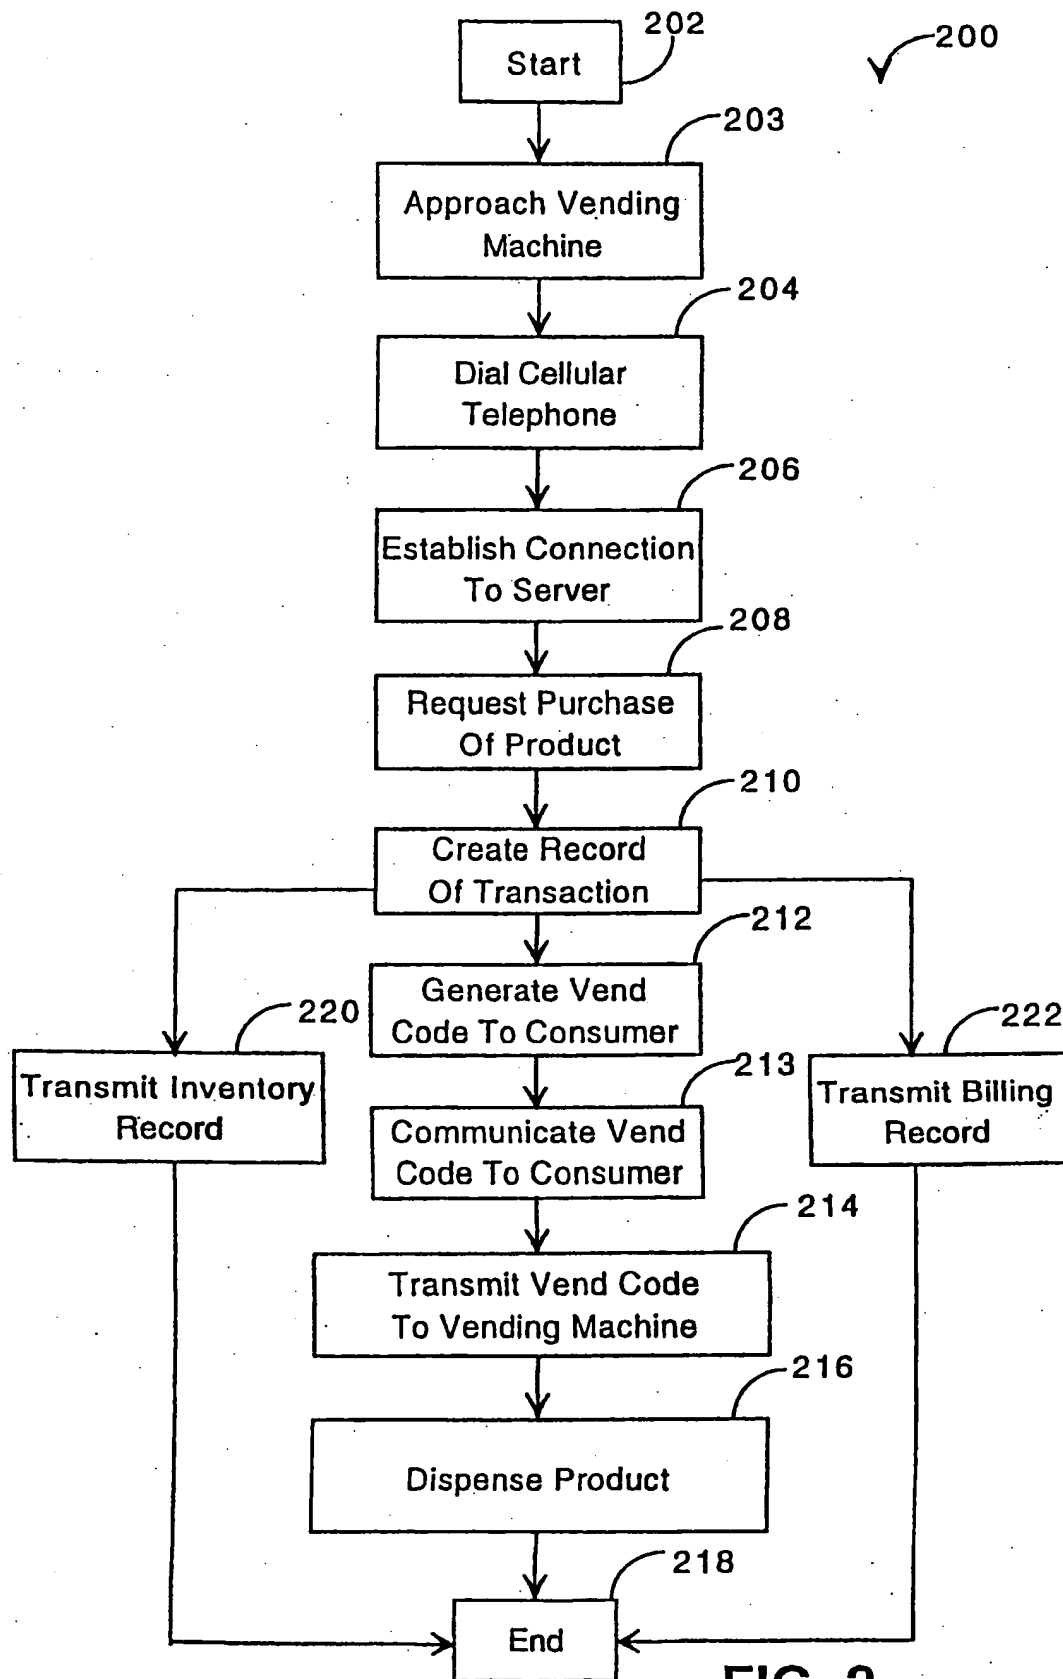 202
200
Start
203
Approach Vending
Machine
204
Dial Cellular
Telephone
206
Establish Connection
To Server
208
Request Purchase
Of Product
210
Create Record
Of Transaction
212
Generate Vend
Code To Consumer
220
222
Transmit Inventory
Record
213
Transmit Billing
Record
Communicate Vend
Code To Consumer
214
Transmit Vend Code
To Vending Machine
216
Dispense Product
218
End
FIG.